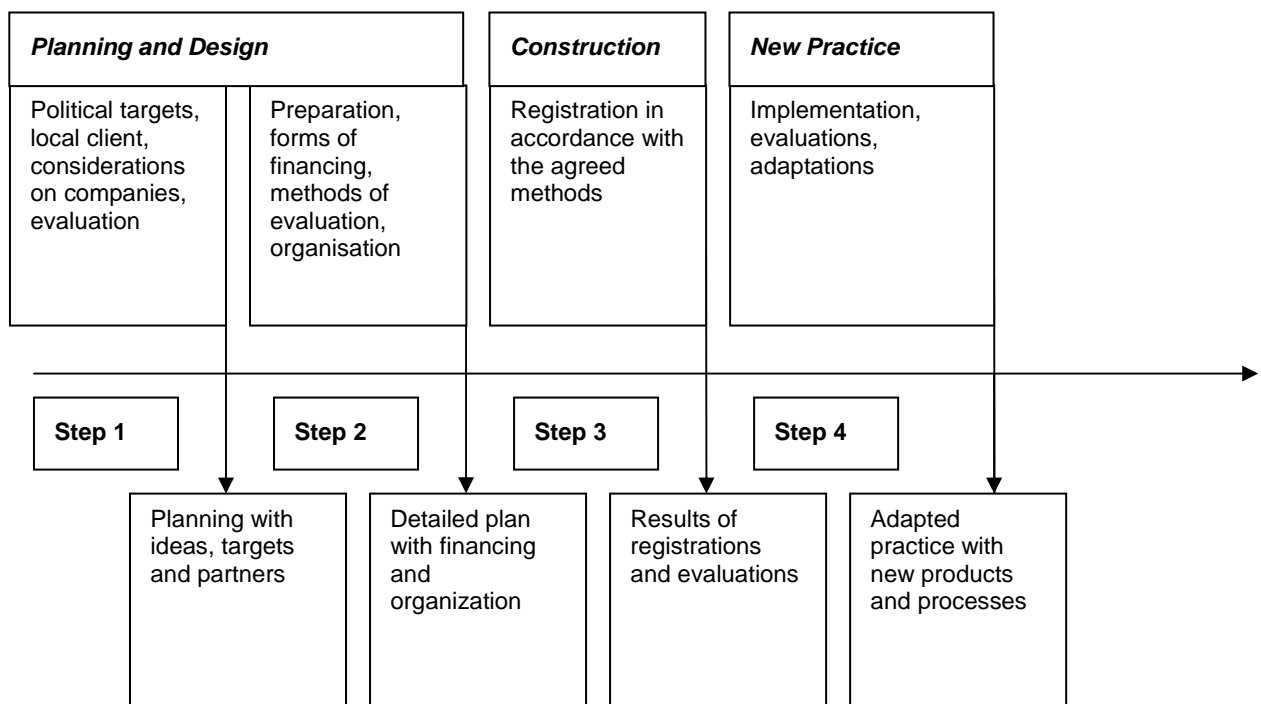 Planning and Design
Construction
New Practice
Political targets,
local client,
considerations
on companies,
evaluation
Preparation,
forms of
financing,
methods of
evaluation,
organisation
Registration in
accordance with
the agreed
methods
Implementation,
evaluations,
adaptations
Step 1
Step 2
Step 3
Step 4
Planning with
ideas, targets
and partners
Detailed plan
with financing
and
organization
Results of
registrations
and evaluations
Adapted
practice with
new products
and processes